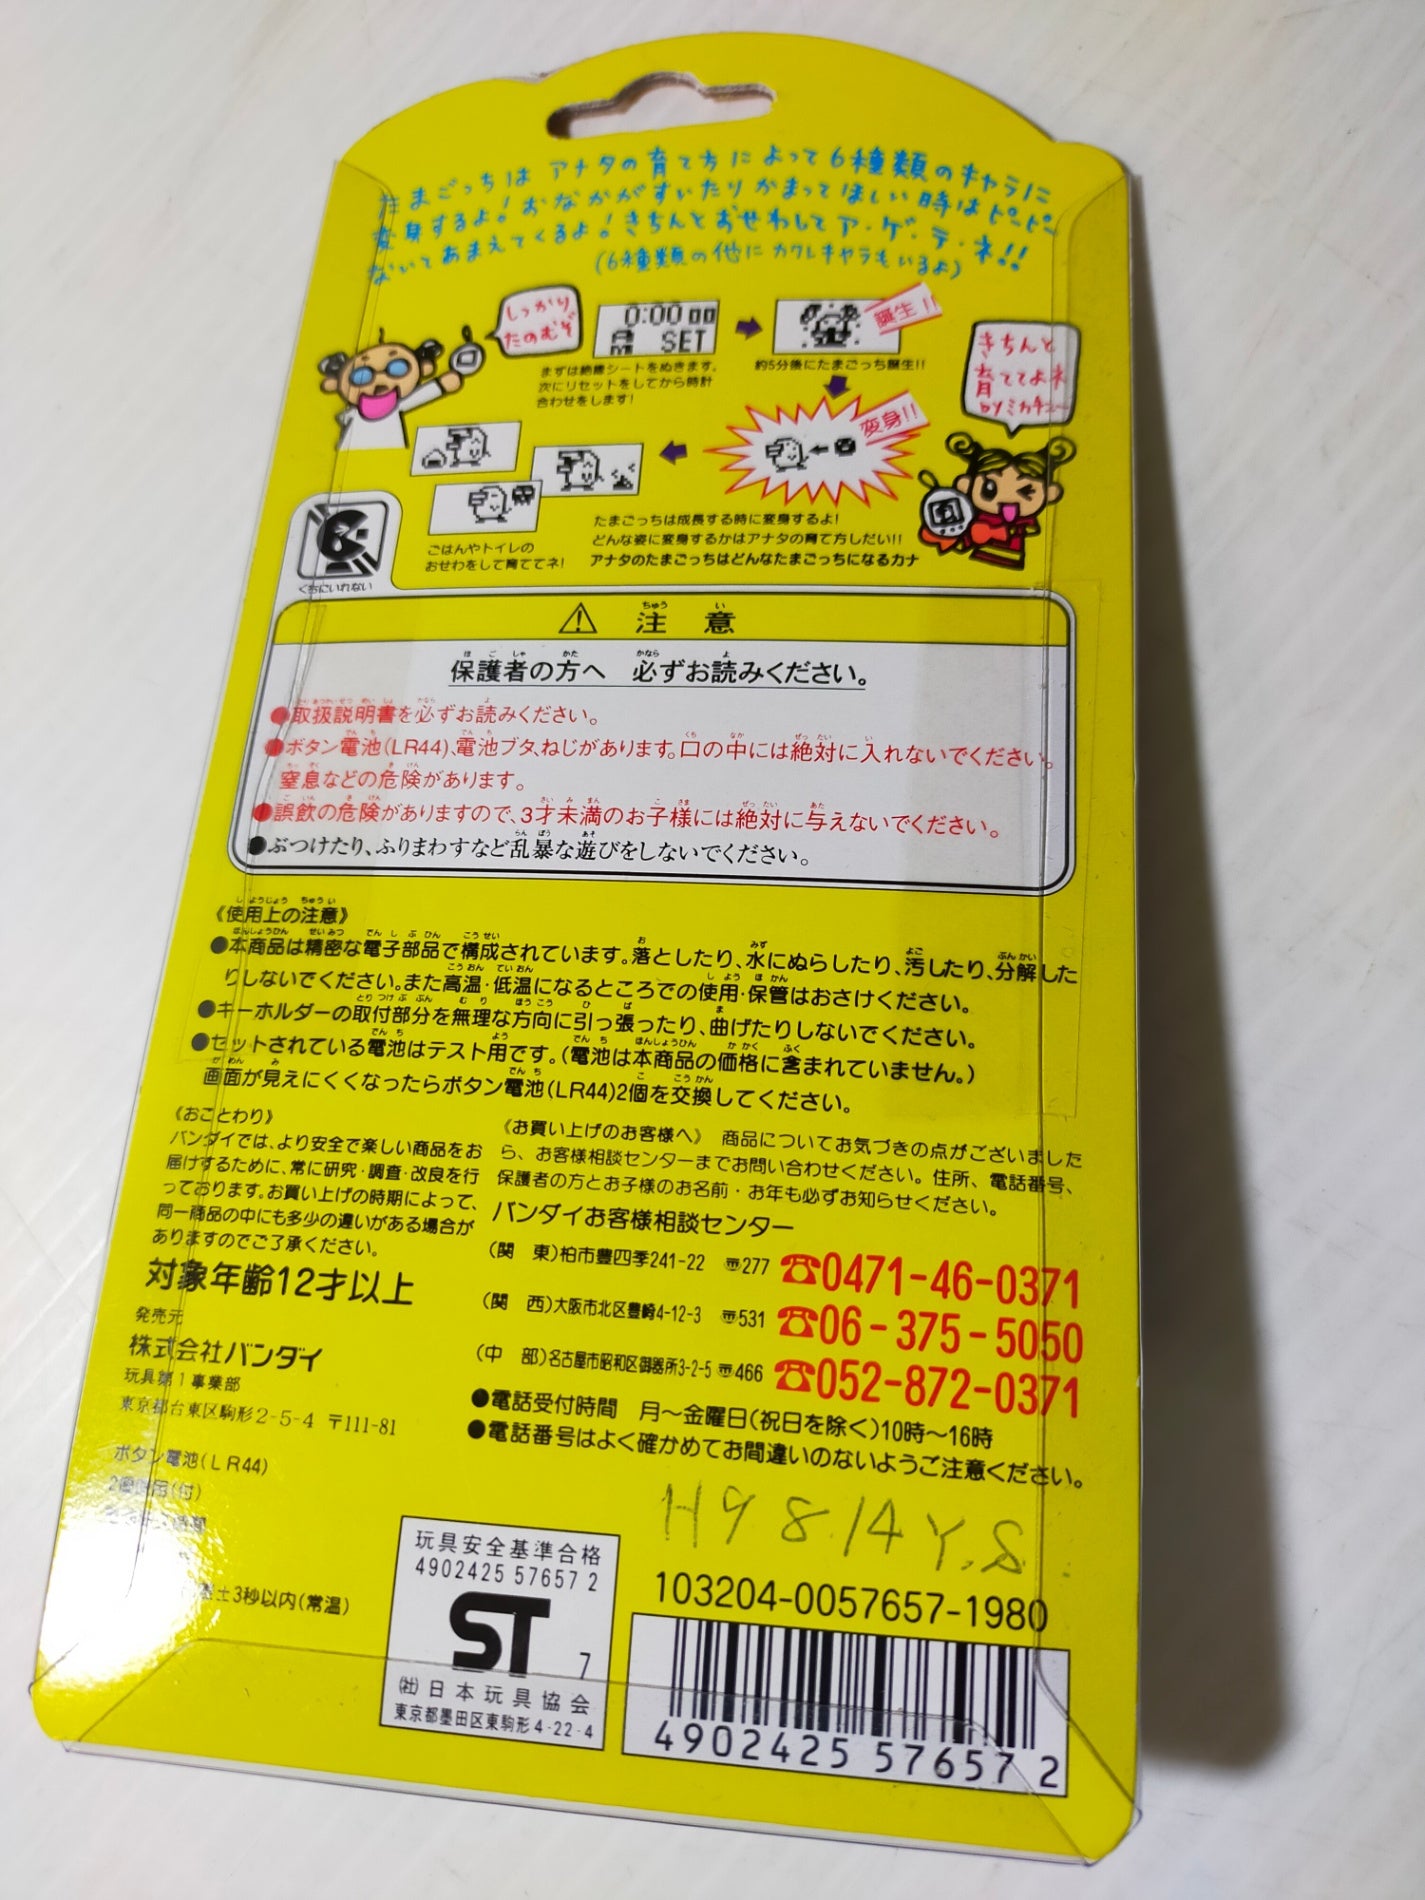 たまごっちは アナタの育て方によって6種類のキャラに
変身するよ!おなかがすいたりかまってほしい時はピーピー
ないてあまえてくるよ!きちんとおせわしてア・ゲ・テ・ネ!!
(6種類の他にカクレキャラもいるよ)
しっかり
たのむぞ
0:00 00
AM SET
まずは絶縁シートをぬきます。
次にリセットをしてから時計
合わせをします!
誕生!!
約5分後にたまごっち誕生!!
きちんと
育ててよネ
byミカチュー
変身!!
たまごっちは成長する時に変身するよ!
どんな姿に変身するかはアナタの育て方しだい!!
アナタのたまごっちはどんなたまごっちになるカナ
ごはんやトイレの
おせわをして育ててネ!
くちにいれない
注意
保護者の方へ 必ずお読みください。
●取扱説明書を必ずお読みください。
●ボタン電池(LR44)、電池ブタ、ねじがあります。口の中には絶対に入れないでください。
窒息などの危険があります。
●誤飲の危険がありますので、3才未満のお子様には絶対に与えないでください。
●ぶつけたり、ふりまわすなど乱暴な遊びをしないでください。
《使用上の注意》
●本商品は精密な電子部品で構成されています。落としたり、水にぬらしたり、汚したり、分解した
りしないでください。また高温・低温になるところでの使用・保管はおさけください。
●キーホルダーの取付部分を無理な方向に引っ張ったり、曲げたりしないでください。
●セットされている電池はテスト用です。(電池は本商品の価格に含まれていません。)
画面が見えにくくなったらボタン電池(LR44)2個を交換してください。
《おことわり》
バンダイでは、より安全で楽しい商品をお
届けするために、常に研究・調査・改良を行
っております。お買い上げの時期によって、
同一商品の中にも多少の違いがある場合が
ありますのでご了承ください。
対象年齢12才以上
発売元
株式会社バンダイ
玩具第1事業部
東京都台東区駒形2-5-4 〒111-81
ボタン電池(LR44)
2個使用(付)
±3秒以内(常温)
《お買い上げのお客様へ》 商品についてお気づきの点がございました
ら、お客様相談センターまでお問い合わせください。住所、電話番号、
保護者の方とお子様のお名前・お年も必ずお知らせください。
バンダイお客様相談センター
(関 東)柏市豊四季241-22 〠277 ☎0471-46-0371
(関 西)大阪市北区豊崎4-12-3 〠531 ☎06-375-5050
(中 部)名古屋市昭和区御器所3-2-5 〠466 ☎052-872-0371
●電話受付時間 月～金曜日(祝日を除く)10時～16時
●電話番号はよく確かめてお間違いのないようご注意ください。
H9 8.14 Y.S
103204-0057657-1980
玩具安全基準合格
4902425 57657 2
ST 7
(社)日本玩具協会
東京都墨田区東駒形4-22-4
4902425 57657 2